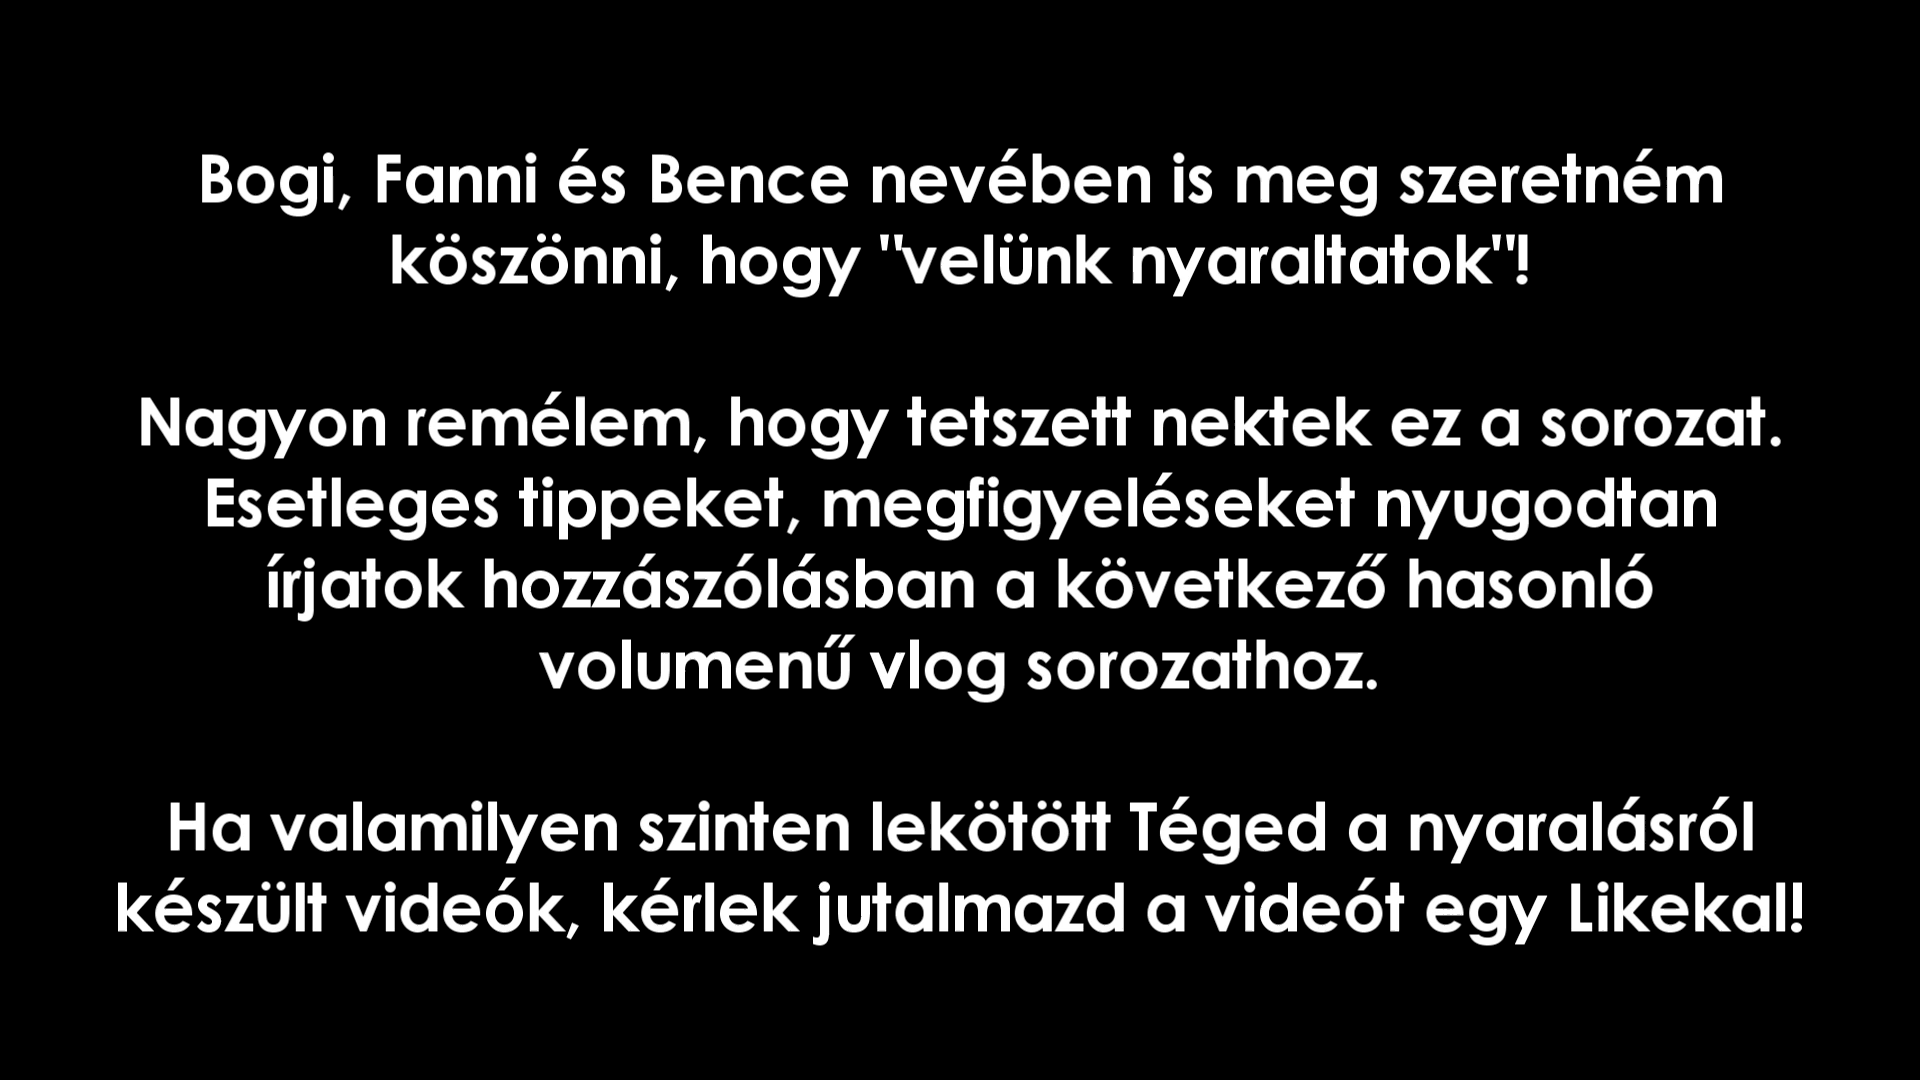 Bogi, Fanni és Bence nevében is meg szeretném
köszönni, hogy "velünk nyaraltatok"!
Nagyon remélem, hogy tetszett nektek ez a sorozat.
Esetleges tippeket, megfigyeléseket nyugodtan
írjatok hozzászólásban a következő hasonló
volumenű vlog sorozathoz.
Ha valamilyen szinten lekötött Téged a nyaralásról
készült videók, kérlek jutalmazd a videót egy Likekal!